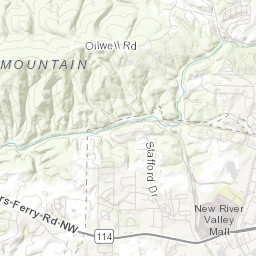 Oilwell Rd
MOUNTAIN
Stafford Dr
New River
Valley
Mall
rs-Ferry-Rd-NW
114